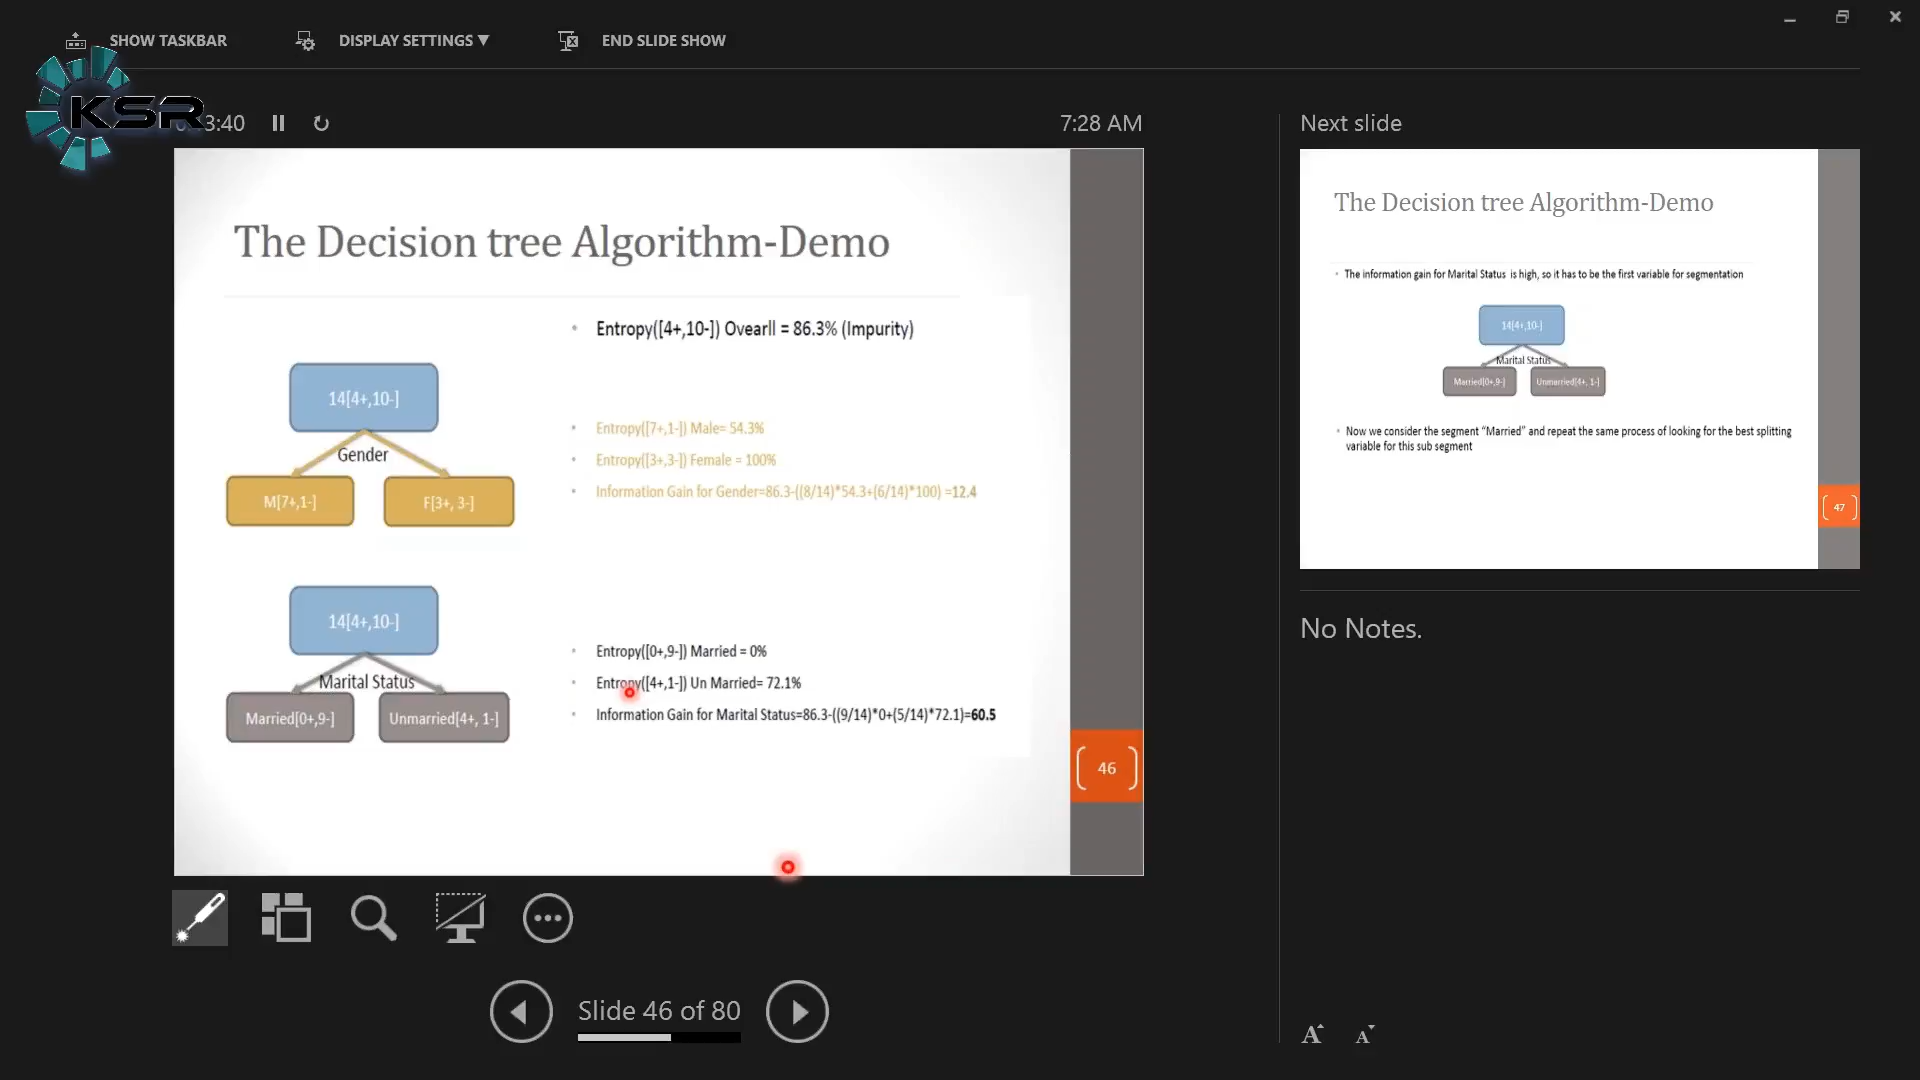 SHOW TASKBAR
DISPLAY SETTINGS ▼
END SLIDE SHOW
KSR
3:40
7:28 AM
The Decision tree Algorithm-Demo
Entropy([4+,10-]) Ovearll = 86.3% (Impurity)
14[4+,10-]
Gender
M[7+,1-]
F[3+, 3-]
Entropy([7+,1-]) Male= 54.3%
Entropy([3+,3-]) Female = 100%
Information Gain for Gender=86.3-((8/14)*54.3+(6/14)*100) =12.4
14[4+,10-]
Marital Status
Married[0+,9-]
Unmarried[4+, 1-]
Entropy([0+,9-]) Married = 0%
Entropy([4+,1-]) Un Married= 72.1%
Information Gain for Marital Status=86.3-((9/14)*0+(5/14)*72.1)=60.5
46
Slide 46 of 80
Next slide
The Decision tree Algorithm-Demo
The information gain for Marital Status is high, so it has to be the first variable for segmentation
14[4+,10-]
Marital Status
Married[0+,9-]
Unmarried[4+, 1-]
Now we consider the segment “Married” and repeat the same process of looking for the best splitting
variable for this sub segment
47
No Notes.
A A